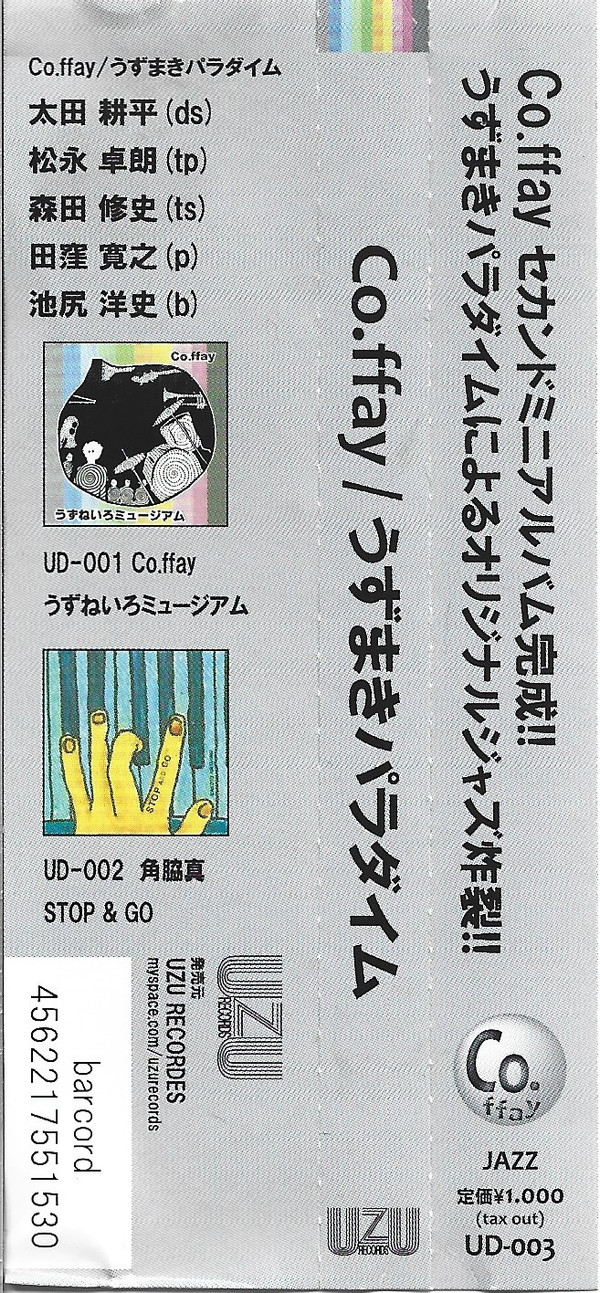 Co.ffay セカンドミニアルバム完成!!
うずまきパラダイムによるオリジナルジャズ炸裂!!
Co.
ffay
JAZZ
定価¥1.000
(tax out)
UD-003
Co.ffay / うずまきパラダイム
UZU
RECORDS
Co.ffay/うずまきパラダイム
太田 耕平(ds)
松永 卓朗(tp)
森田 修史(ts)
田窪 寛之(p)
池尻 洋史(b)
Co.ffay
うずねいろミュージアム
UD-001 Co.ffay
うずねいろミュージアム
STOP AND GO
UD-002 角脇真
STOP & GO
UZU
RECORDS
発売元
UZU RECORDES
myspace.com/uzurecords
barcord
4562217551530